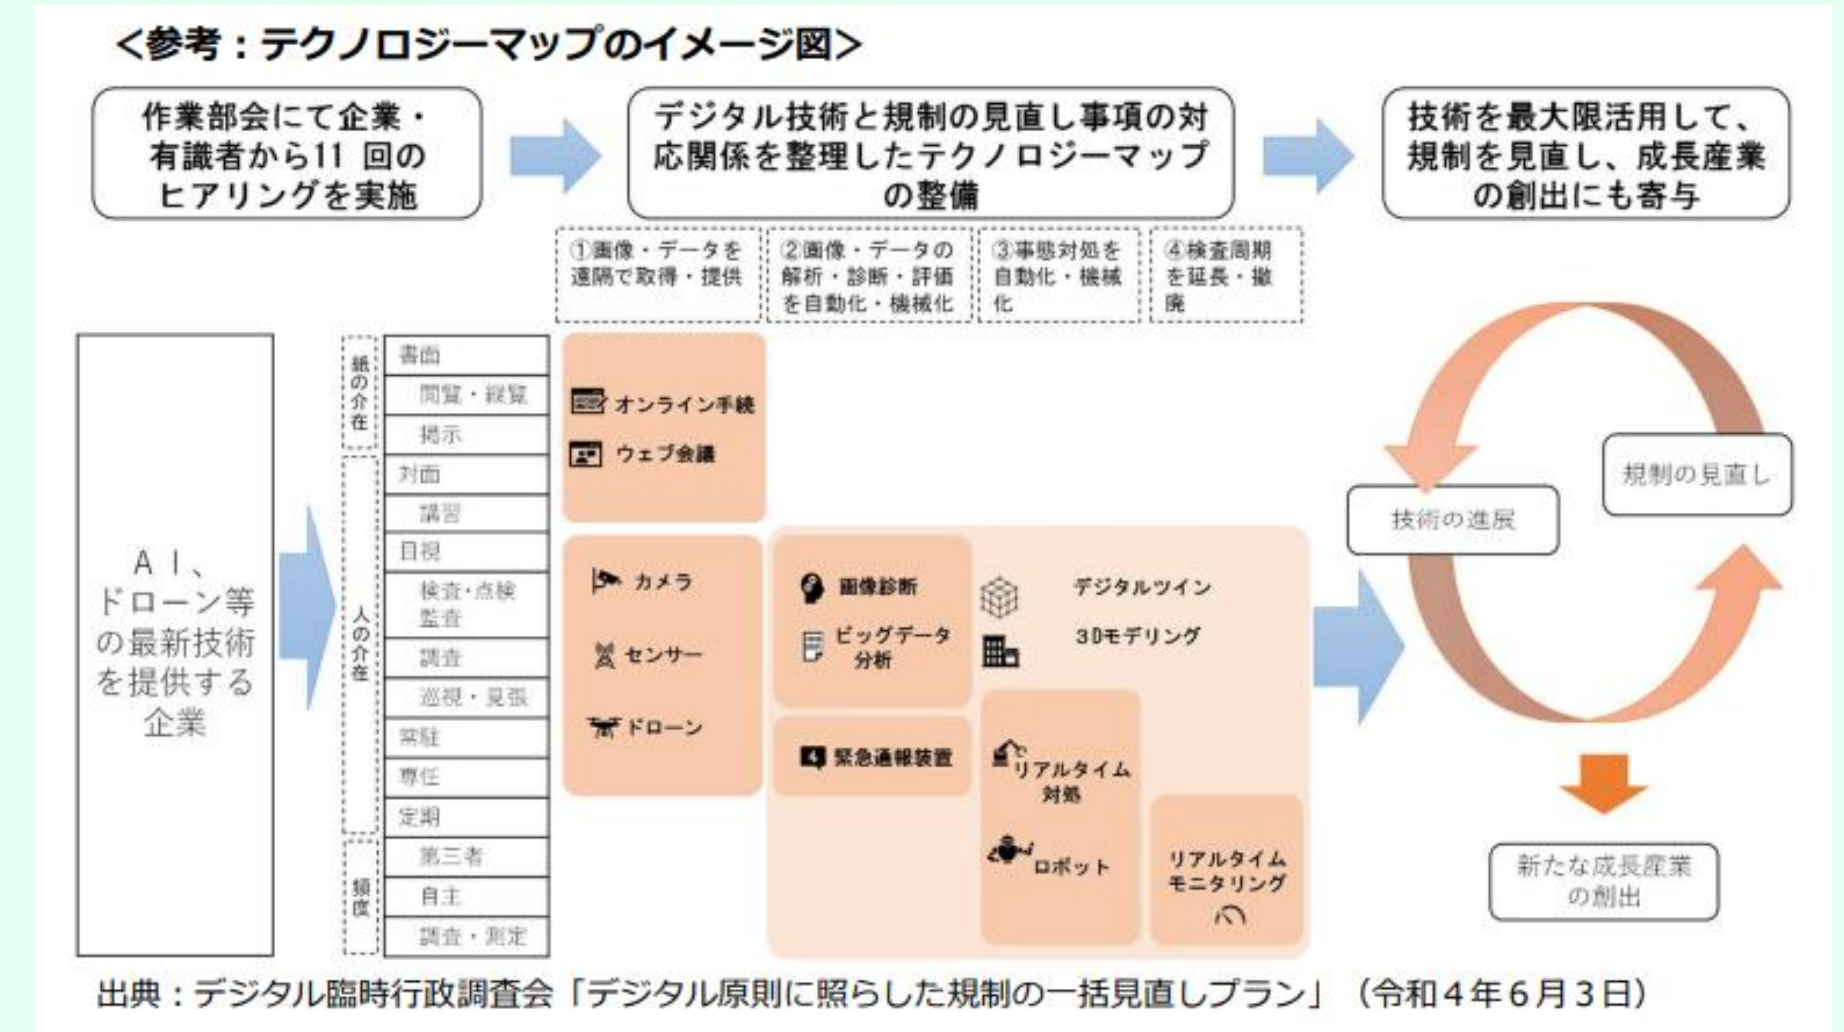 ＜参考：テクノロジーマップのイメージ図＞
作業部会にて企業・
有識者から11 回の
ヒアリングを実施
デジタル技術と規制の見直し事項の対
応関係を整理したテクノロジーマップ
の整備
技術を最大限活用して、
規制を見直し、成長産業
の創出にも寄与
①画像・データを
遠隔で取得・提供
②画像・データの
解析・診断・評価
を自動化・機械化
③事態対処を
自動化・機械
化
④検査周期
を延長・撤
廃
ＡＩ、
ドローン等
の最新技術
を提供する
企業
紙の介在
人の介在
頻度
書面
閲覧・縦覧
掲示
対面
講習
目視
検査・点検
監査
調査
巡視・見張
常駐
専任
定期
第三者
自主
調査・測定
オンライン手続
ウェブ会議
カメラ
センサー
ドローン
画像診断
ビッグデータ
分析
緊急通報装置
デジタルツイン
3Dモデリング
リアルタイム
対処
ロボット
リアルタイム
モニタリング
規制の見直し
技術の進展
新たな成長産業
の創出
出典：デジタル臨時行政調査会「デジタル原則に照らした規制の一括見直しプラン」（令和４年６月３日）